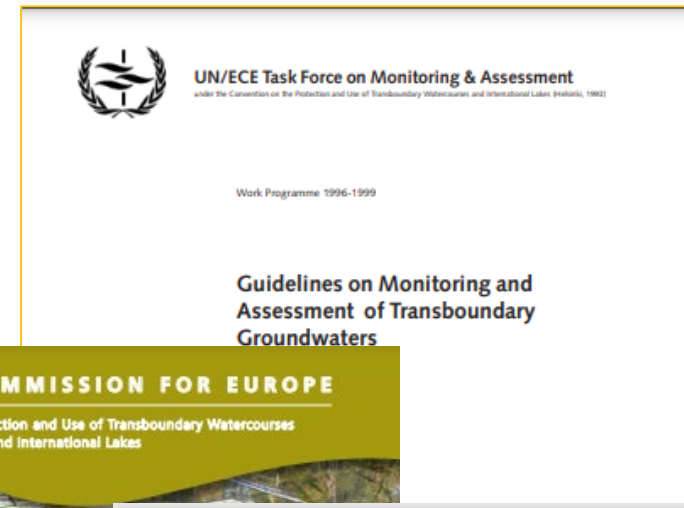 UN/ECE Task Force on Monitoring & Assessment
under the Convention on the Protection and Use of Transboundary Watercourses and International Lakes (Helsinki, 1992)
Work Programme 1996-1999
Guidelines on Monitoring and
Assessment of Transboundary
Groundwaters
MMISSION FOR EUROPE
ction and Use of Transboundary Watercourses
nd International Lakes